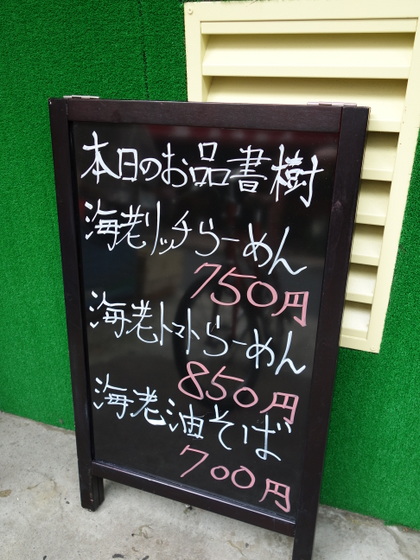 本日のお品書樹
海老リッチらーめん
750円
海老トマトらーめん
850円
海老油そば
700円